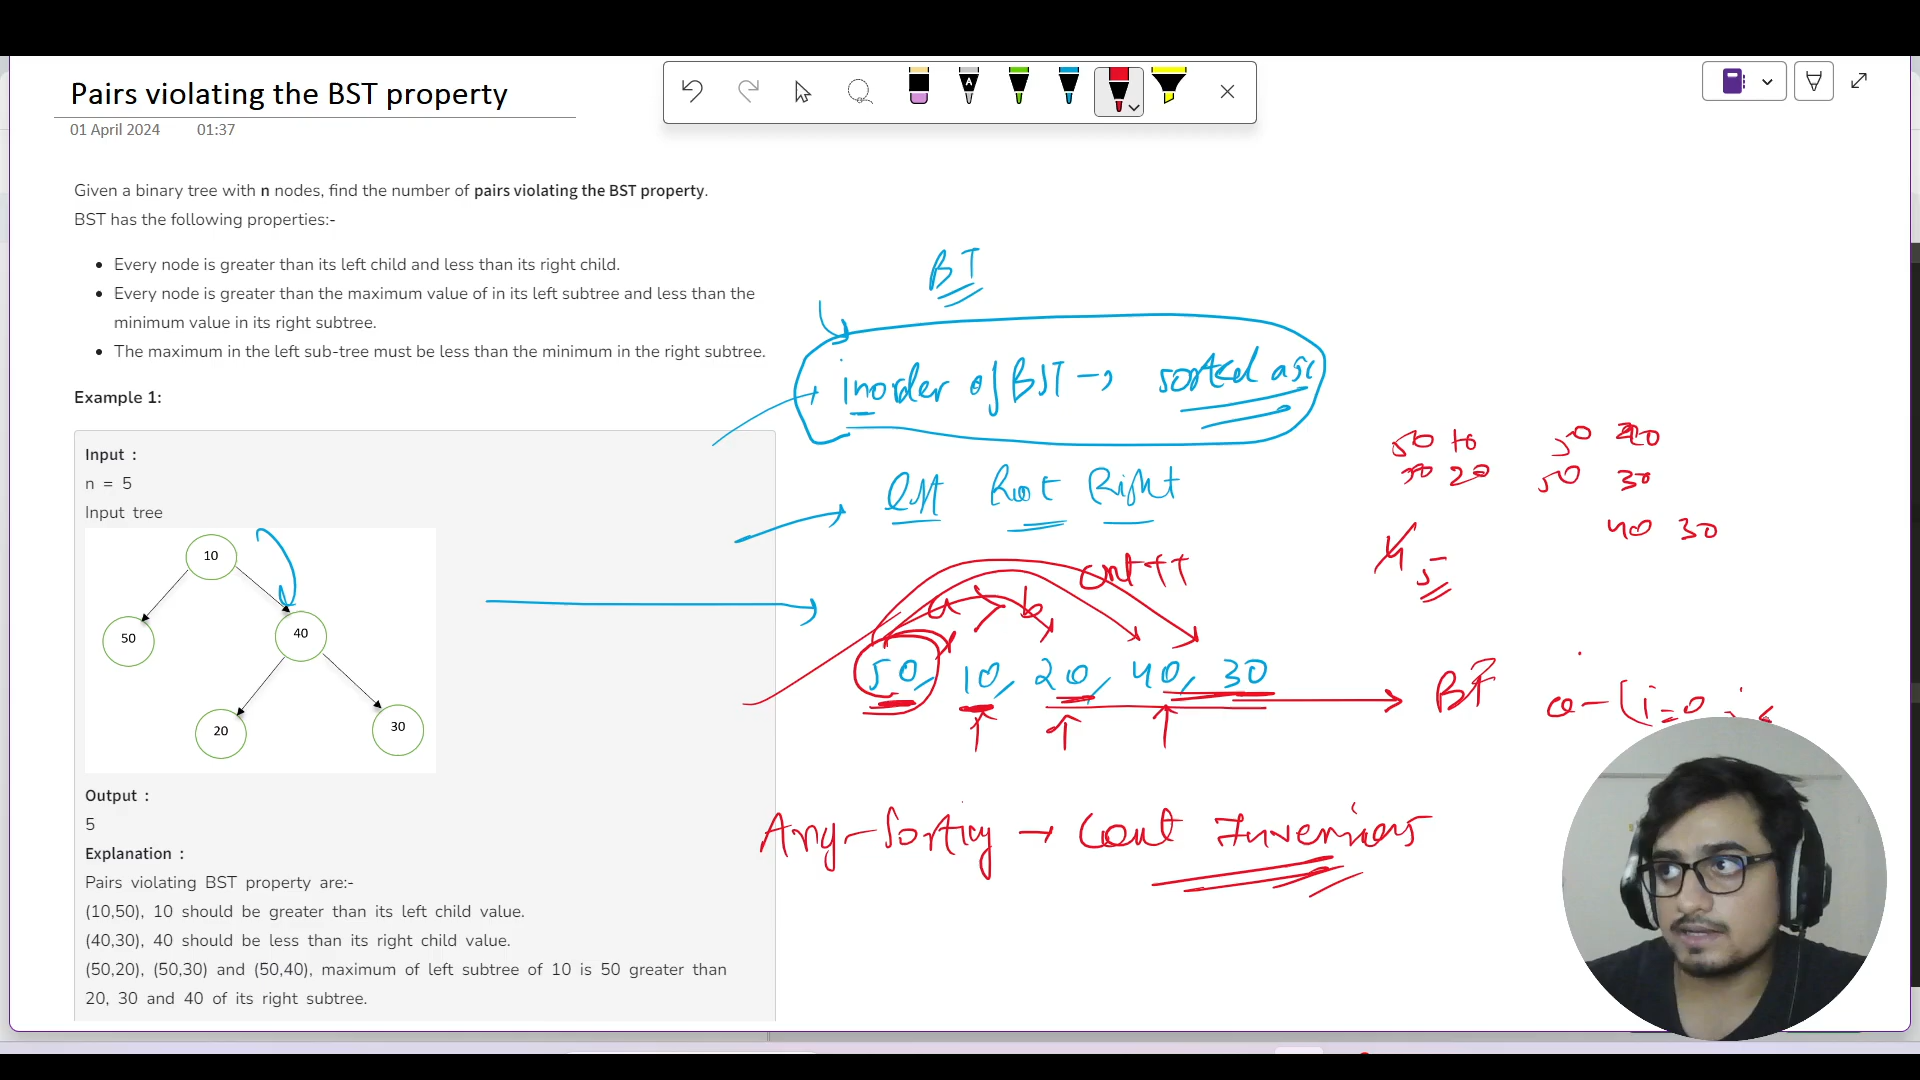 Pairs violating the BST property
01 April 2024 01:37
Given a binary tree with n nodes, find the number of pairs violating the BST property.
BST has the following properties:-
• Every node is greater than its left child and less than its right child.
• Every node is greater than the maximum value of in its left subtree and less than the
minimum value in its right subtree.
• The maximum in the left sub-tree must be less than the minimum in the right subtree.
Example 1:
Input :
n = 5
Input tree
10
50
40
20
30
Output :
5
Explanation :
Pairs violating BST property are:-
(10,50), 10 should be greater than its left child value.
(40,30), 40 should be less than its right child value.
(50,20), (50,30) and (50,40), maximum of left subtree of 10 is 50 greater than
20, 30 and 40 of its right subtree.
A
BT
inorder of BST → sorted asc
left Root Right
cnt++
a > b
50, 10, 20, 40, 30
50 10
50 20
50 30
40 30
4 5
BF
(i=0 i<
→ Count Inversions